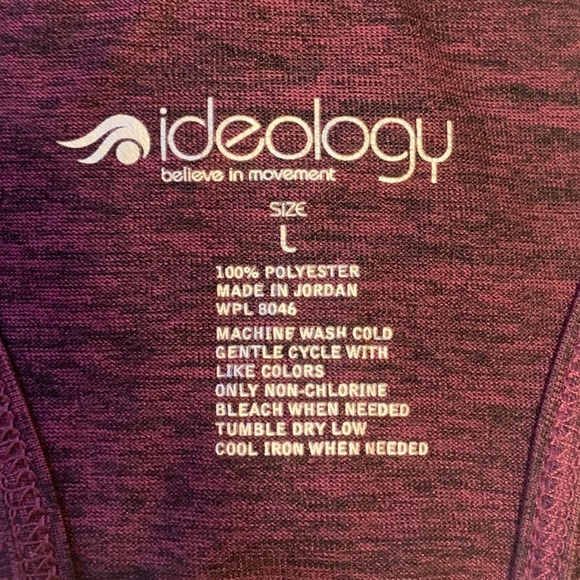 ideology
believe in movement
SIZE
L
100% POLYESTER
MADE IN JORDAN
WPL 8046
MACHINE WASH COLD
GENTLE CYCLE WITH
LIKE COLORS
ONLY NON-CHLORINE
BLEACH WHEN NEEDED
TUMBLE DRY LOW
COOL IRON WHEN NEEDED